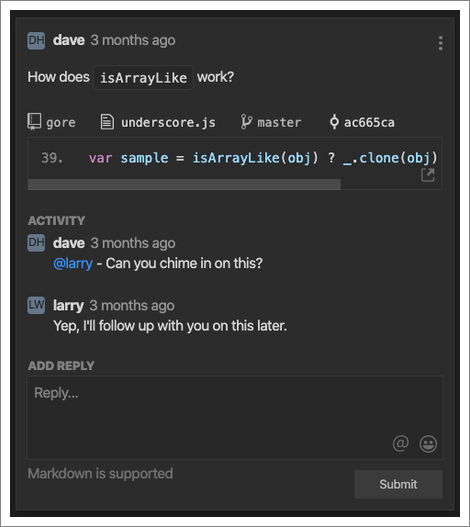 DH dave 3 months ago
How does isArrayLike work?
gore underscore.js master ac665ca
39. var sample = isArrayLike(obj) ? _.clone(obj)
ACTIVITY
DH dave 3 months ago
@larry - Can you chime in on this?
LW larry 3 months ago
Yep, I'll follow up with you on this later.
ADD REPLY
Reply...
@
Markdown is supported
Submit